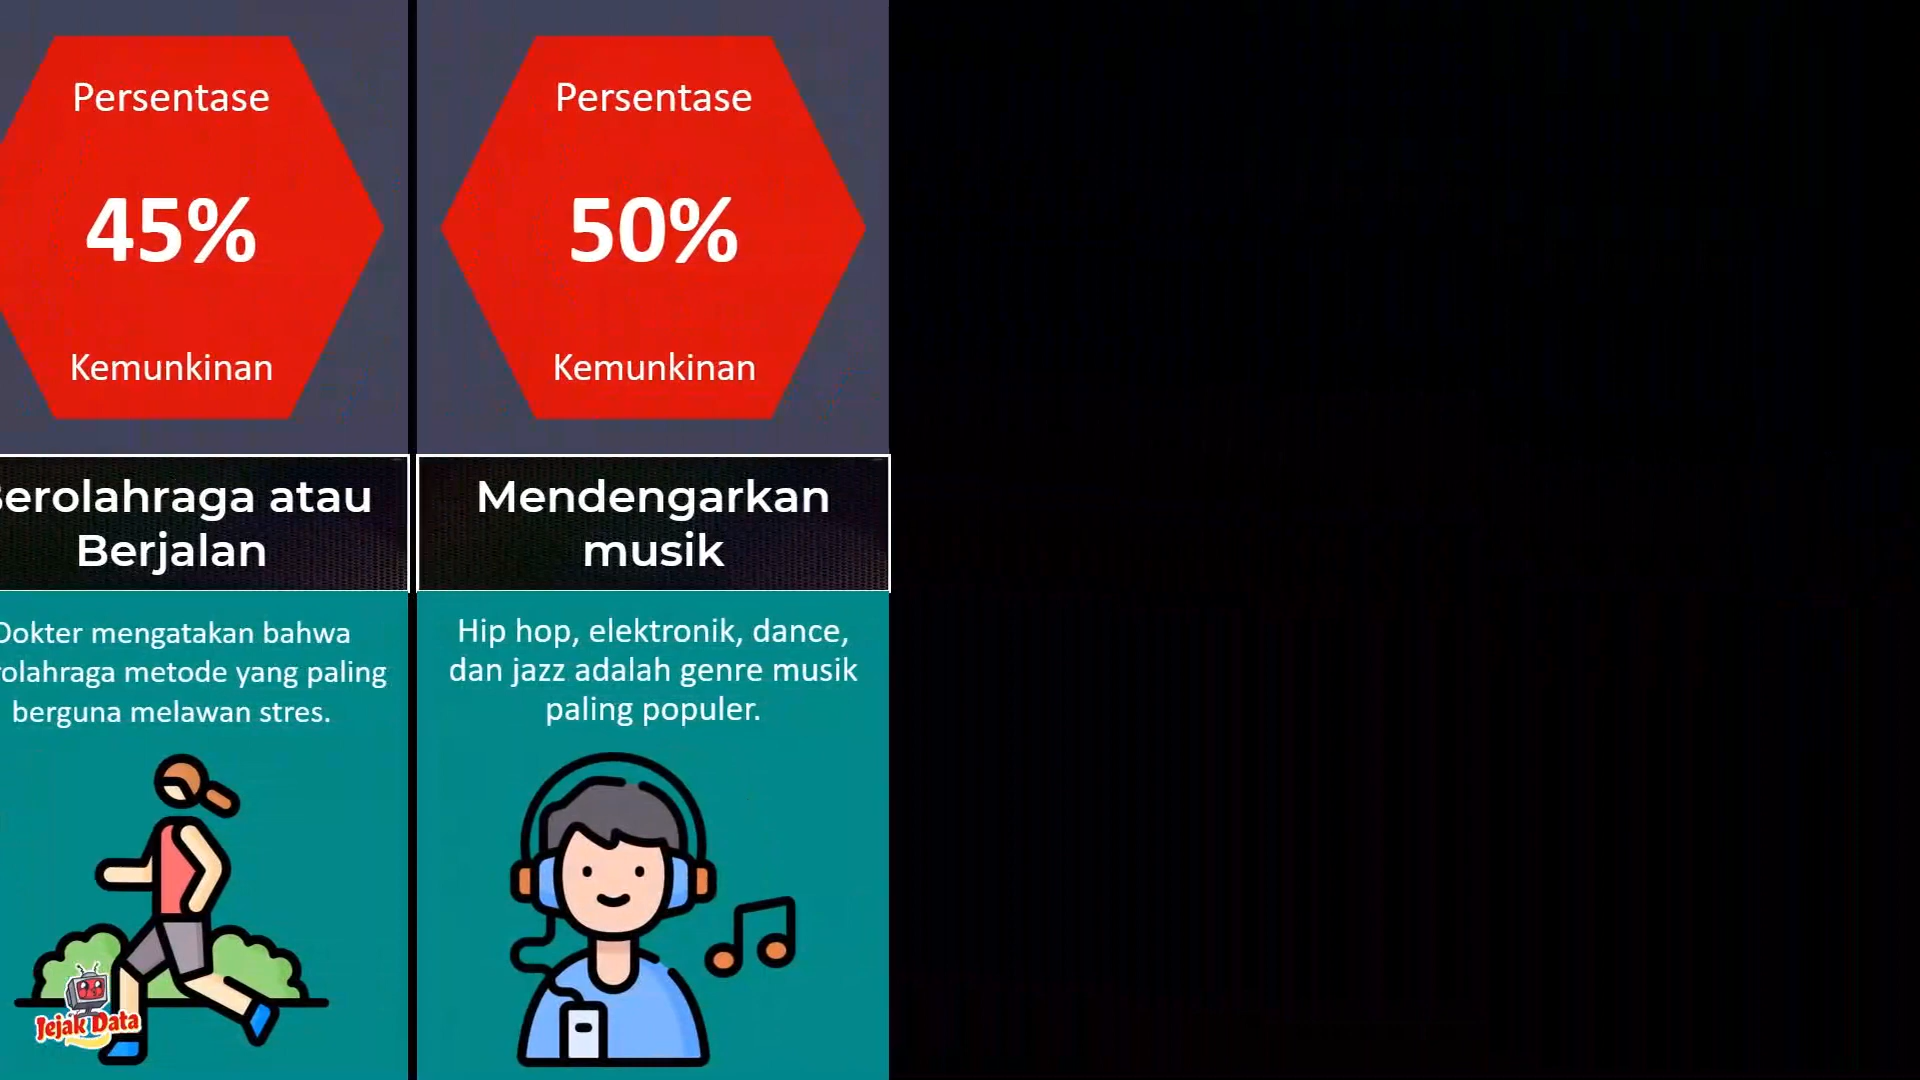 Persentase
45%
Kemunkinan
Berolahraga atau
Berjalan
Dokter mengatakan bahwa
olahraga metode yang paling
berguna melawan stres.
Jejak Data
Persentase
50%
Kemunkinan
Mendengarkan
musik
Hip hop, elektronik, dance,
dan jazz adalah genre musik
paling populer.